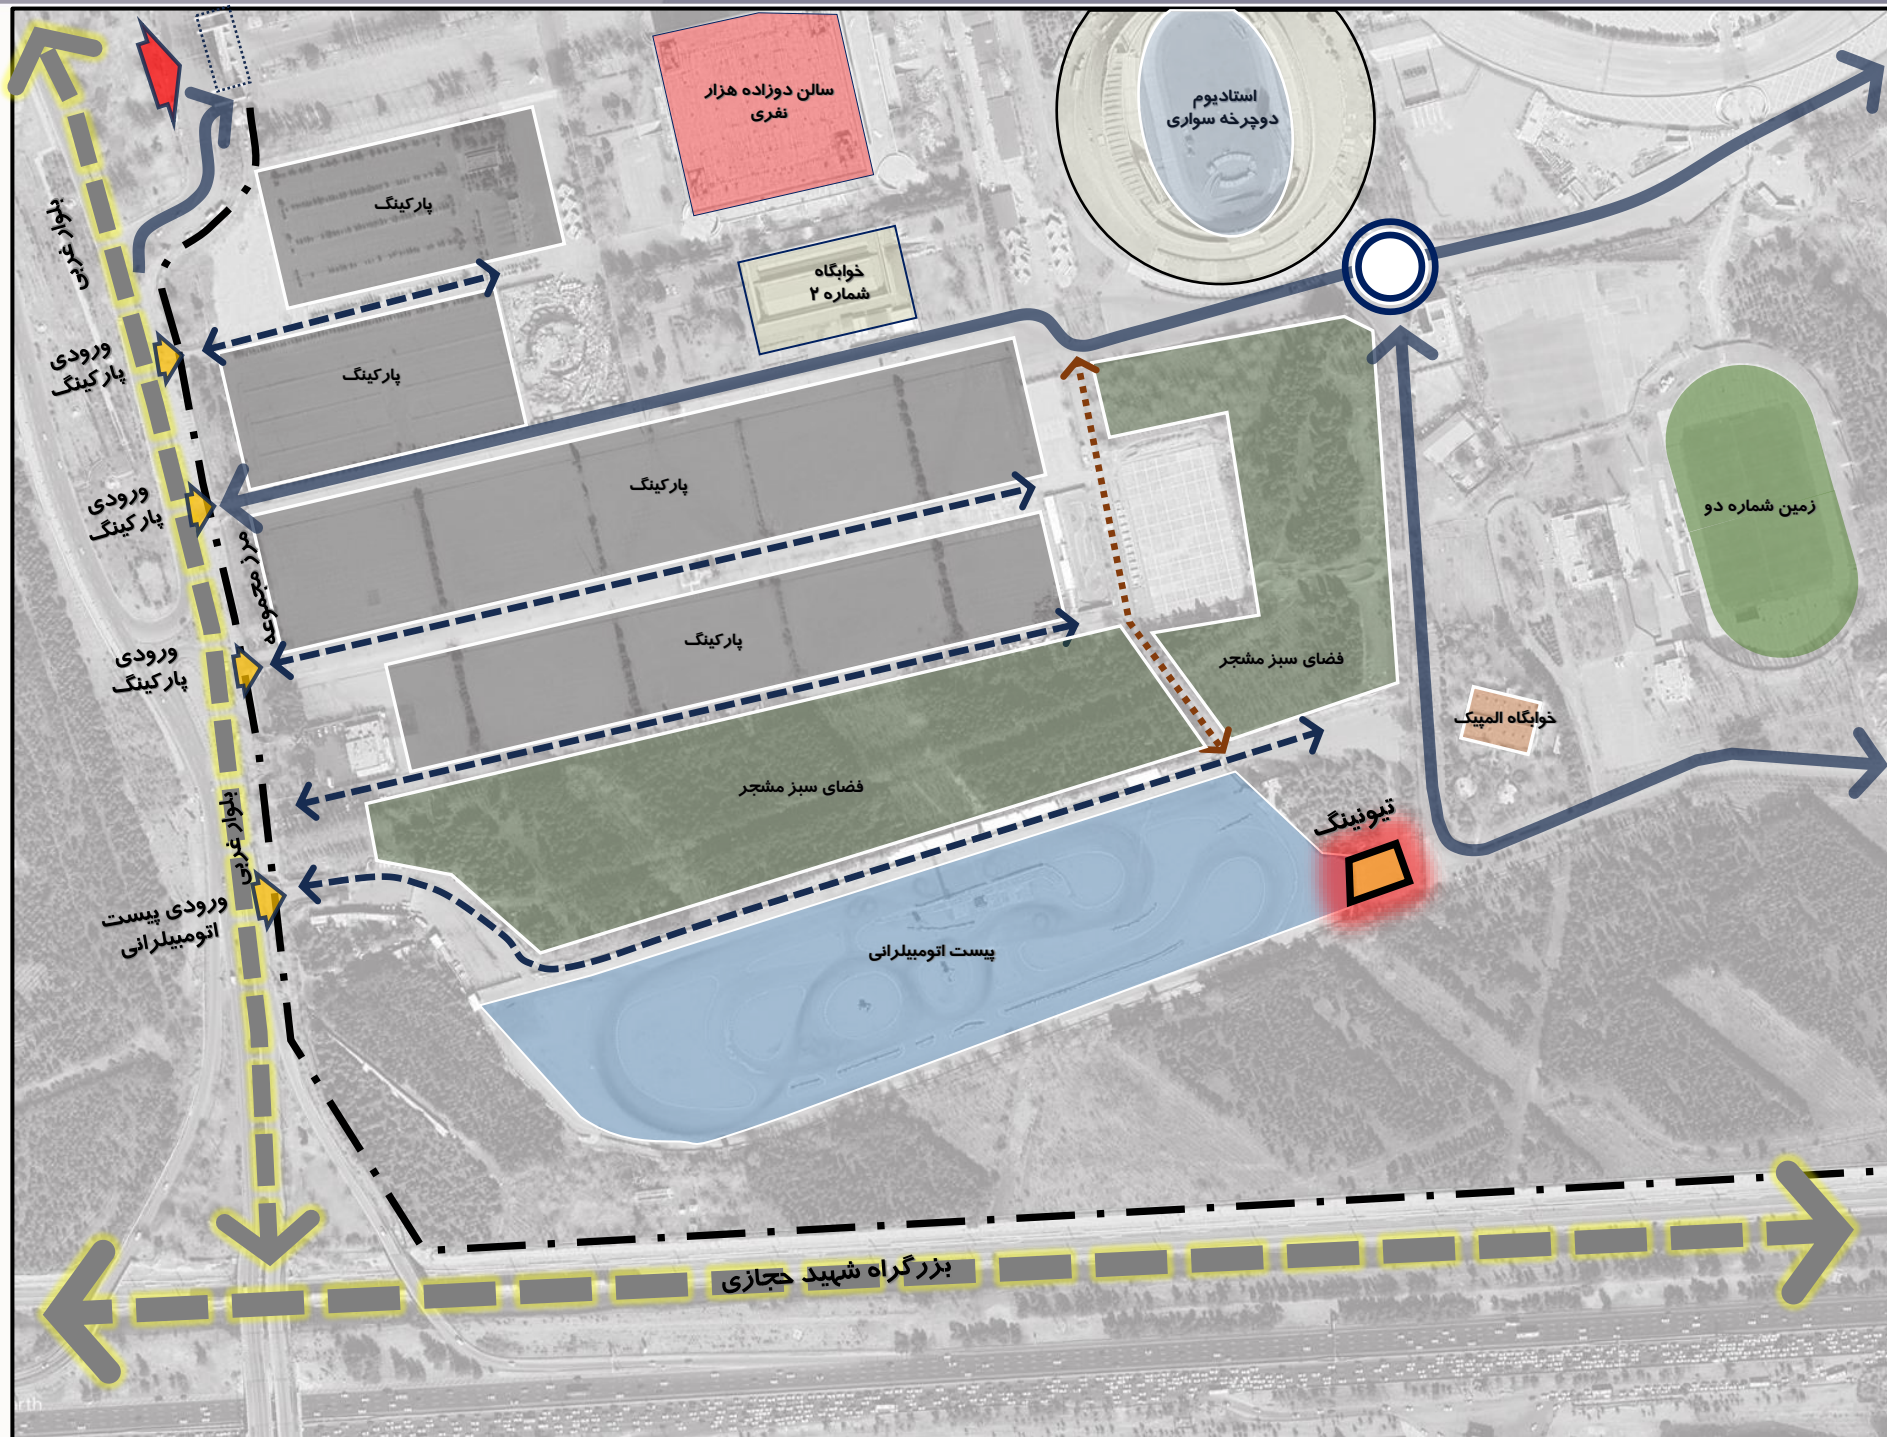 سالن دوزاده هزار
نفری
استادیوم
دوچرخه سواری
پارکینگ
بلوار غربی
خوابگاه
شماره ۲
ورودی
پارکینگ
پارکینگ
پارکینگ
ورودی
پارکینگ
زمین شماره دو
مرز مجموعه
پارکینگ
ورودی
پارکینگ
فضای سبز مشجر
خوابگاه المپیک
فضای سبز مشجر
تیونینگ
بلوار غربی
ورودی پیست
اتومبیلرانی
پیست اتومبیلرانی
بزرگراه شهید حجازی
rth